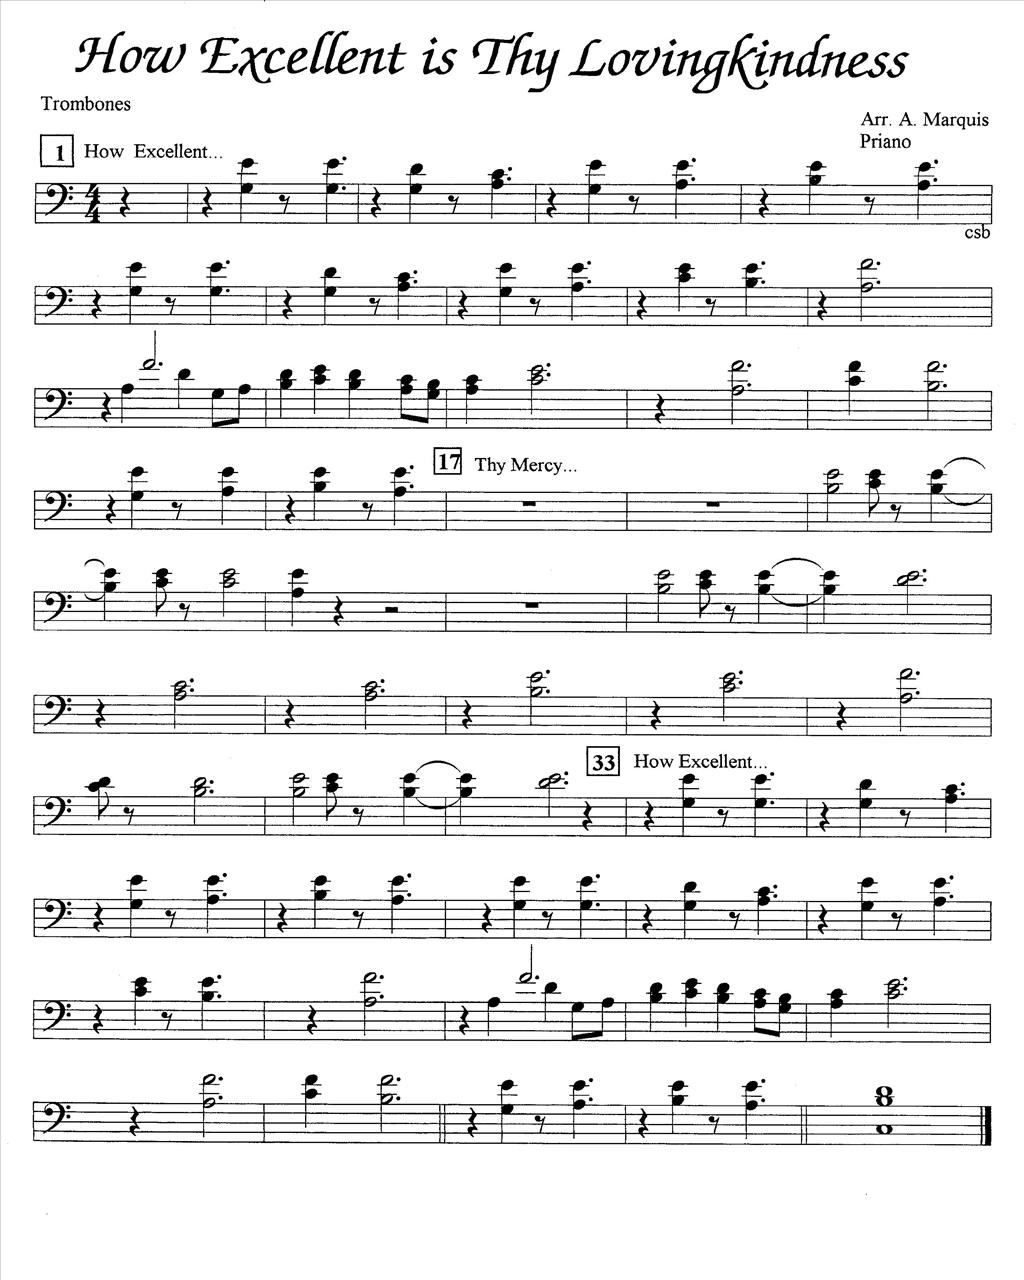 How Excellent is Thy Lovingkindness
Trombones
Arr. A. Marquis
Priano
1 How Excellent...
csb
17 Thy Mercy...
33 How Excellent...